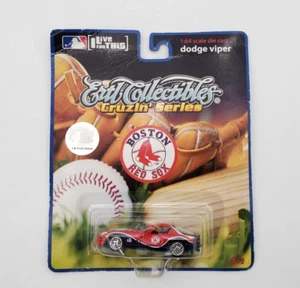 I Live
FOR THIS
1:64 scale die cast
dodge viper
Ertl Collectibles
Cruzin' Series
BOSTON
RED SOX